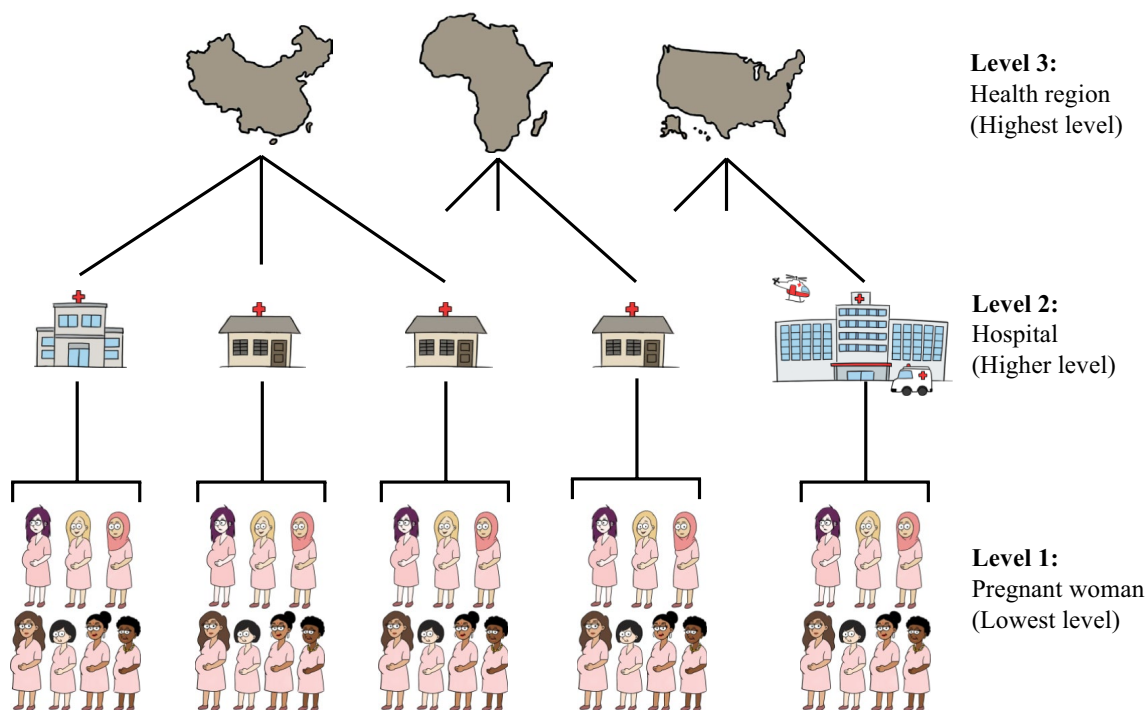 Level 3:
Health region
(Highest level)
Level 2:
Hospital
(Higher level)
Level 1:
Pregnant woman
(Lowest level)